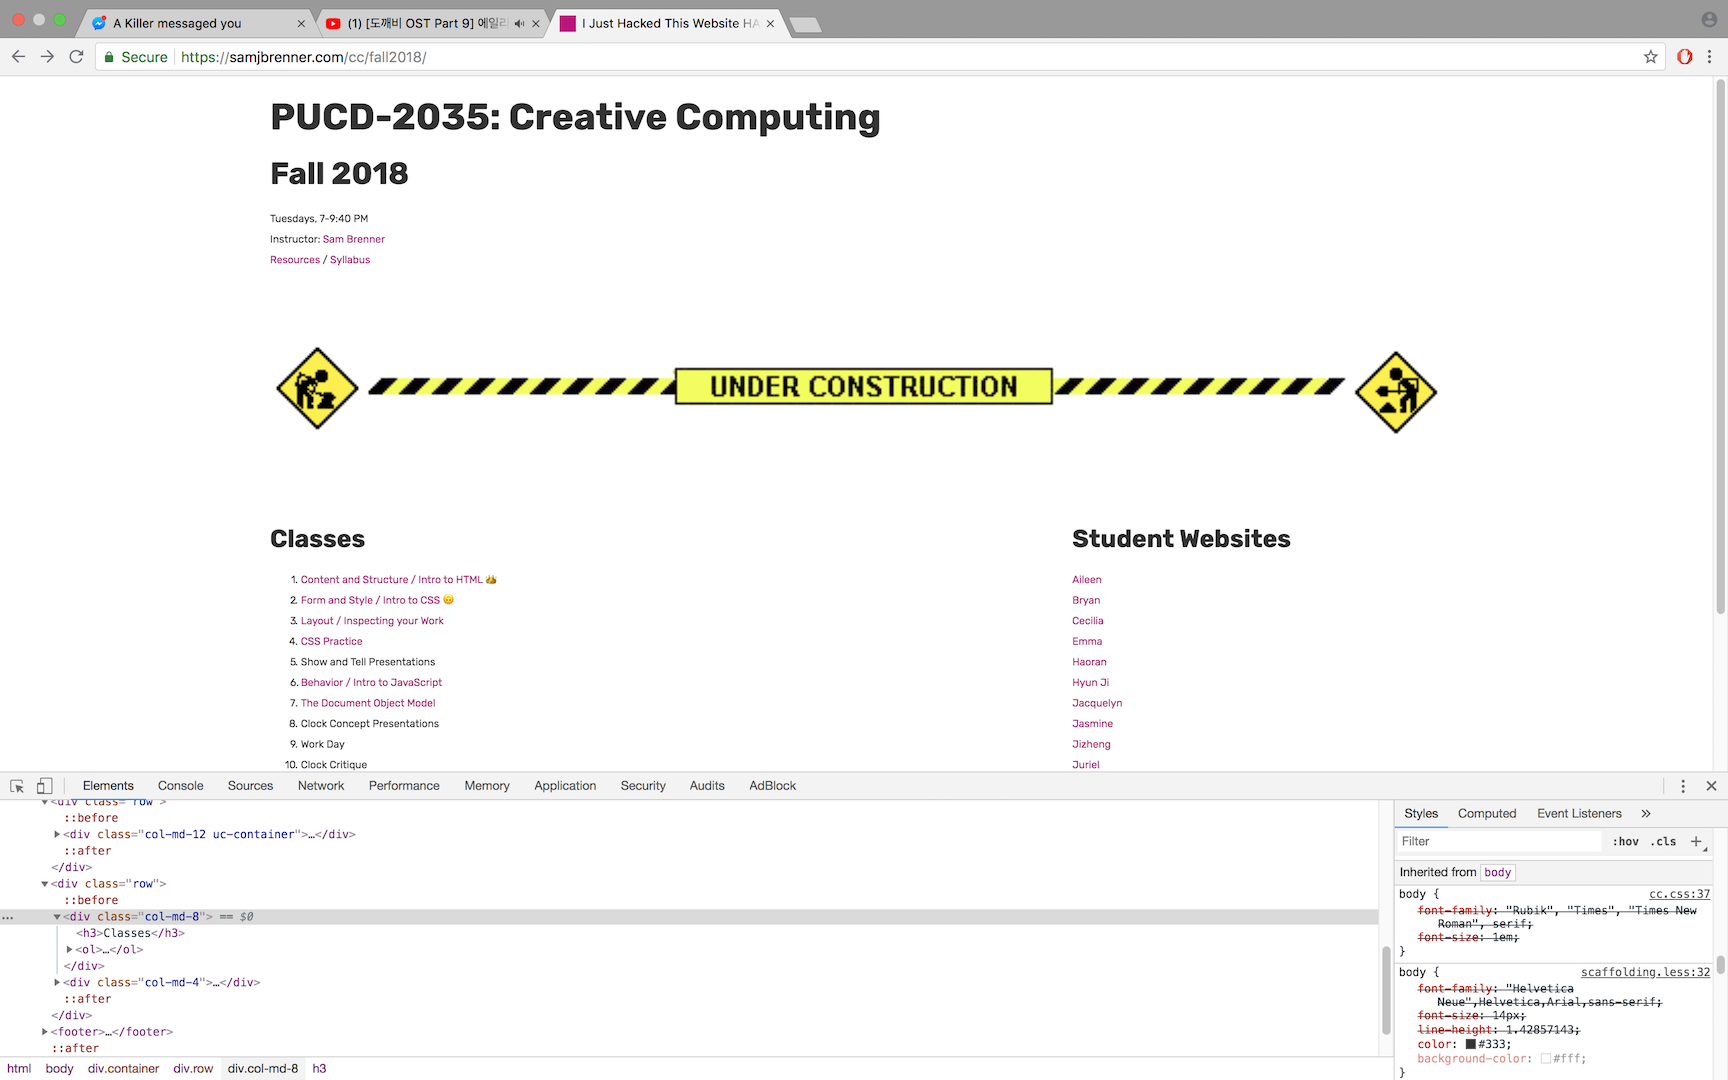 A Killer messaged you
(1) [도깨비 OST Part 9] 에일리
I Just Hacked This Website HA
Secure https://samjbrenner.com/cc/fall2018/
PUCD-2035: Creative Computing
Fall 2018
Tuesdays, 7-9:40 PM
Instructor: Sam Brenner
Resources / Syllabus
UNDER CONSTRUCTION
Classes
1. Content and Structure / Intro to HTML
2. Form and Style / Intro to CSS
3. Layout / Inspecting your Work
4. CSS Practice
5. Show and Tell Presentations
6. Behavior / Intro to JavaScript
7. The Document Object Model
8. Clock Concept Presentations
9. Work Day
10. Clock Critique
Student Websites
Aileen
Bryan
Cecilia
Emma
Haoran
Hyun Ji
Jacquelyn
Jasmine
Jizheng
Juriel
Elements Console Sources Network Performance Memory Application Security Audits AdBlock
<div class="row">
::before
<div class="col-md-12 uc-container">…</div>
::after
</div>
<div class="row">
::before
<div class="col-md-8"> == $0
<h3>Classes</h3>
<ol>…</ol>
</div>
<div class="col-md-4">…</div>
::after
</div>
<footer>…</footer>
::after
html body div.container div.row div.col-md-8 h3
Styles Computed Event Listeners »
Filter :hov .cls +
Inherited from body
body { cc.css:37
font-family: "Rubik", "Times", "Times New
Roman", serif;
font-size: 1em;
}
body { scaffolding.less:32
font-family: "Helvetica
Neue",Helvetica,Arial,sans-serif;
font-size: 14px;
line-height: 1.42857143;
color: #333;
background-color: #fff;
}